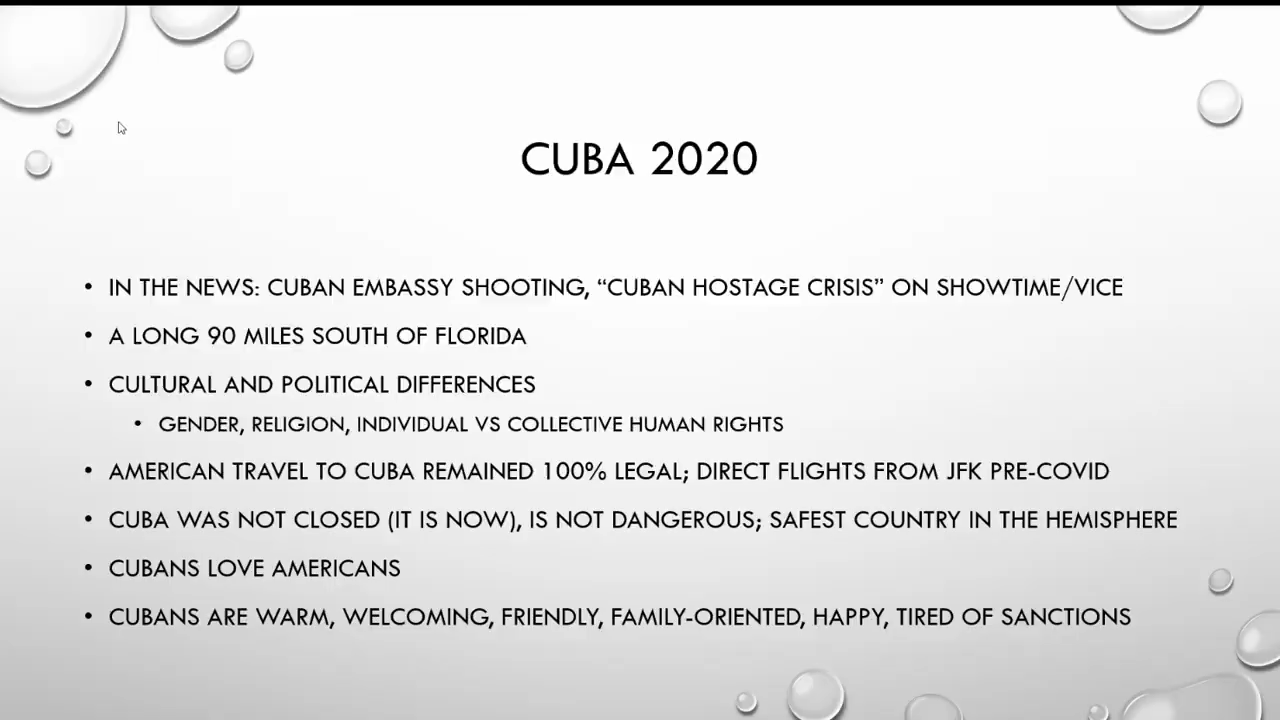 CUBA 2020
• IN THE NEWS: CUBAN EMBASSY SHOOTING, “CUBAN HOSTAGE CRISIS” ON SHOWTIME/VICE
• A LONG 90 MILES SOUTH OF FLORIDA
• CULTURAL AND POLITICAL DIFFERENCES
• GENDER, RELIGION, INDIVIDUAL VS COLLECTIVE HUMAN RIGHTS
• AMERICAN TRAVEL TO CUBA REMAINED 100% LEGAL; DIRECT FLIGHTS FROM JFK PRE-COVID
• CUBA WAS NOT CLOSED (IT IS NOW), IS NOT DANGEROUS; SAFEST COUNTRY IN THE HEMISPHERE
• CUBANS LOVE AMERICANS
• CUBANS ARE WARM, WELCOMING, FRIENDLY, FAMILY-ORIENTED, HAPPY, TIRED OF SANCTIONS